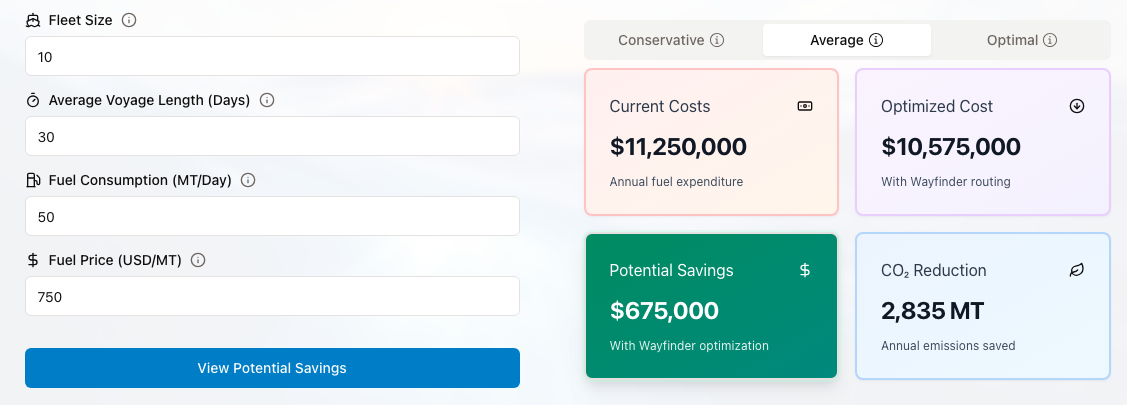 Fleet Size
10
Average Voyage Length (Days)
30
Fuel Consumption (MT/Day)
50
Fuel Price (USD/MT)
750
View Potential Savings
Conservative
Average
Optimal
Current Costs
$11,250,000
Annual fuel expenditure
Optimized Cost
$10,575,000
With Wayfinder routing
Potential Savings
$675,000
With Wayfinder optimization
CO₂ Reduction
2,835 MT
Annual emissions saved